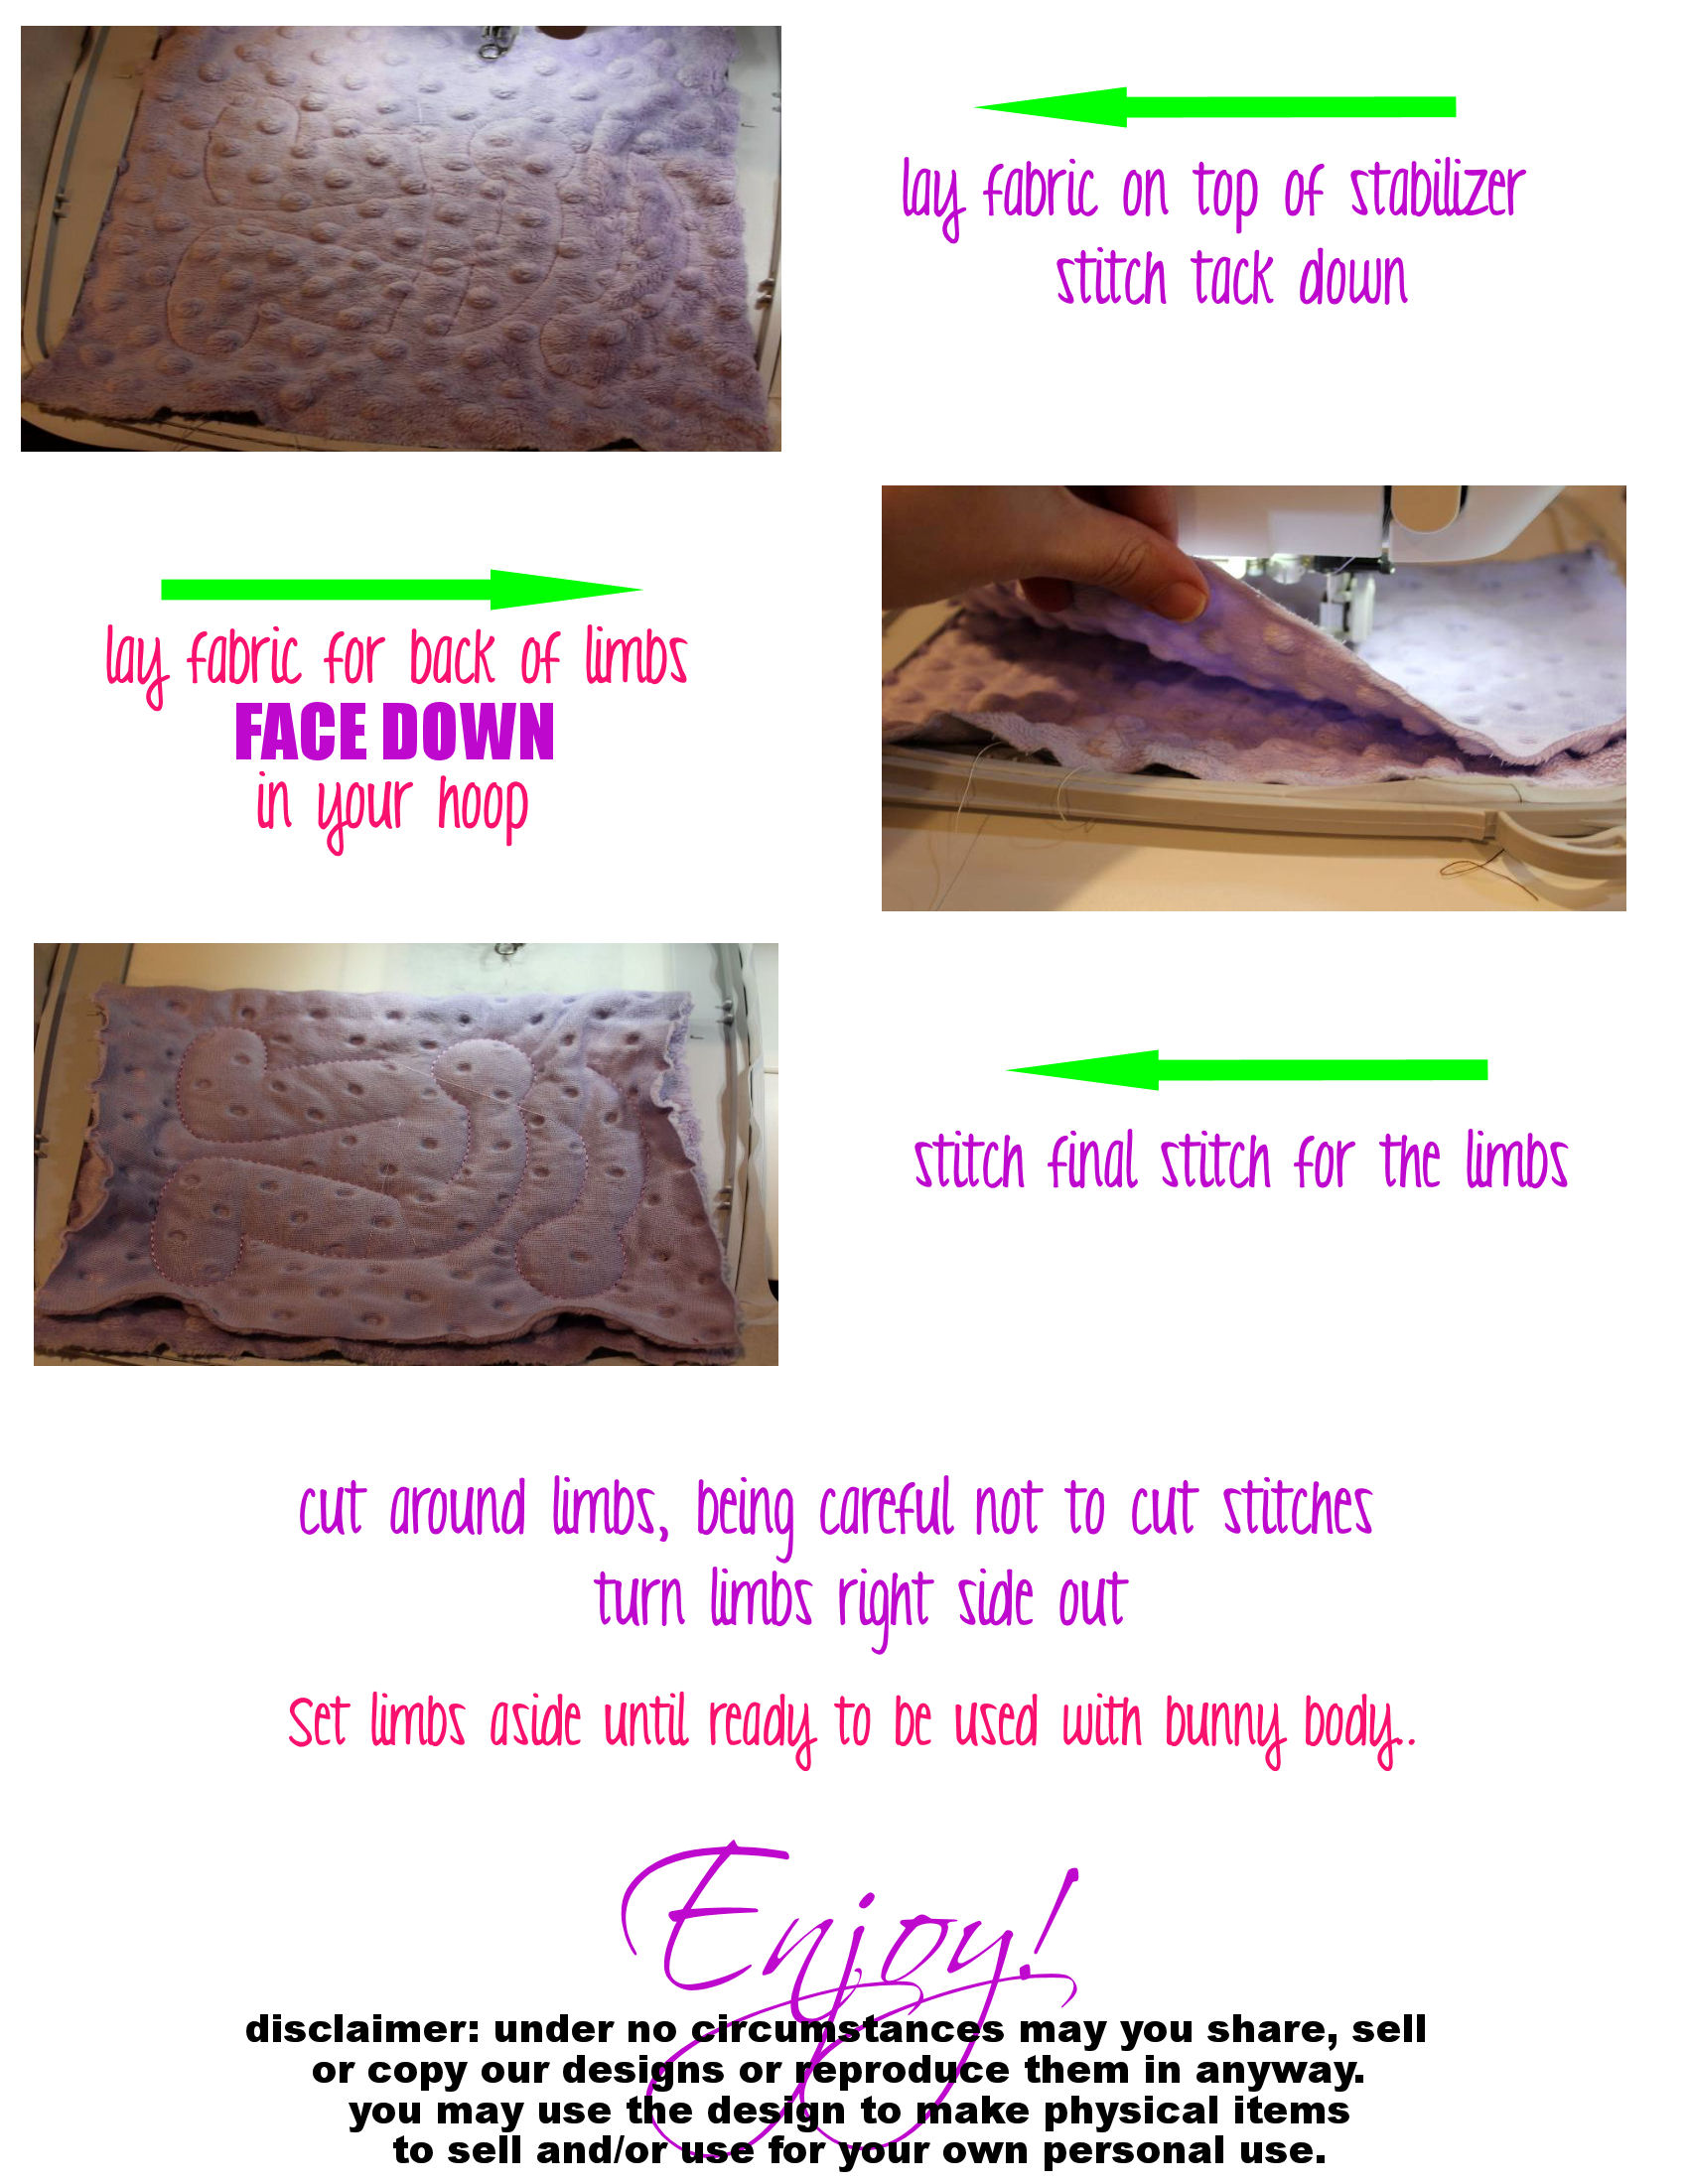 lay fabric on top of stabilizer
stitch tack down
lay fabric for back of limbs
FACE DOWN
in your hoop
stitch final stitch for the limbs
cut around limbs, being careful not to cut stitches
turn limbs right side out
Set limbs aside until ready to be used with bunny body..
Enjoy!
disclaimer: under no circumstances may you share, sell
or copy our designs or reproduce them in anyway.
you may use the design to make physical items
to sell and/or use for your own personal use.